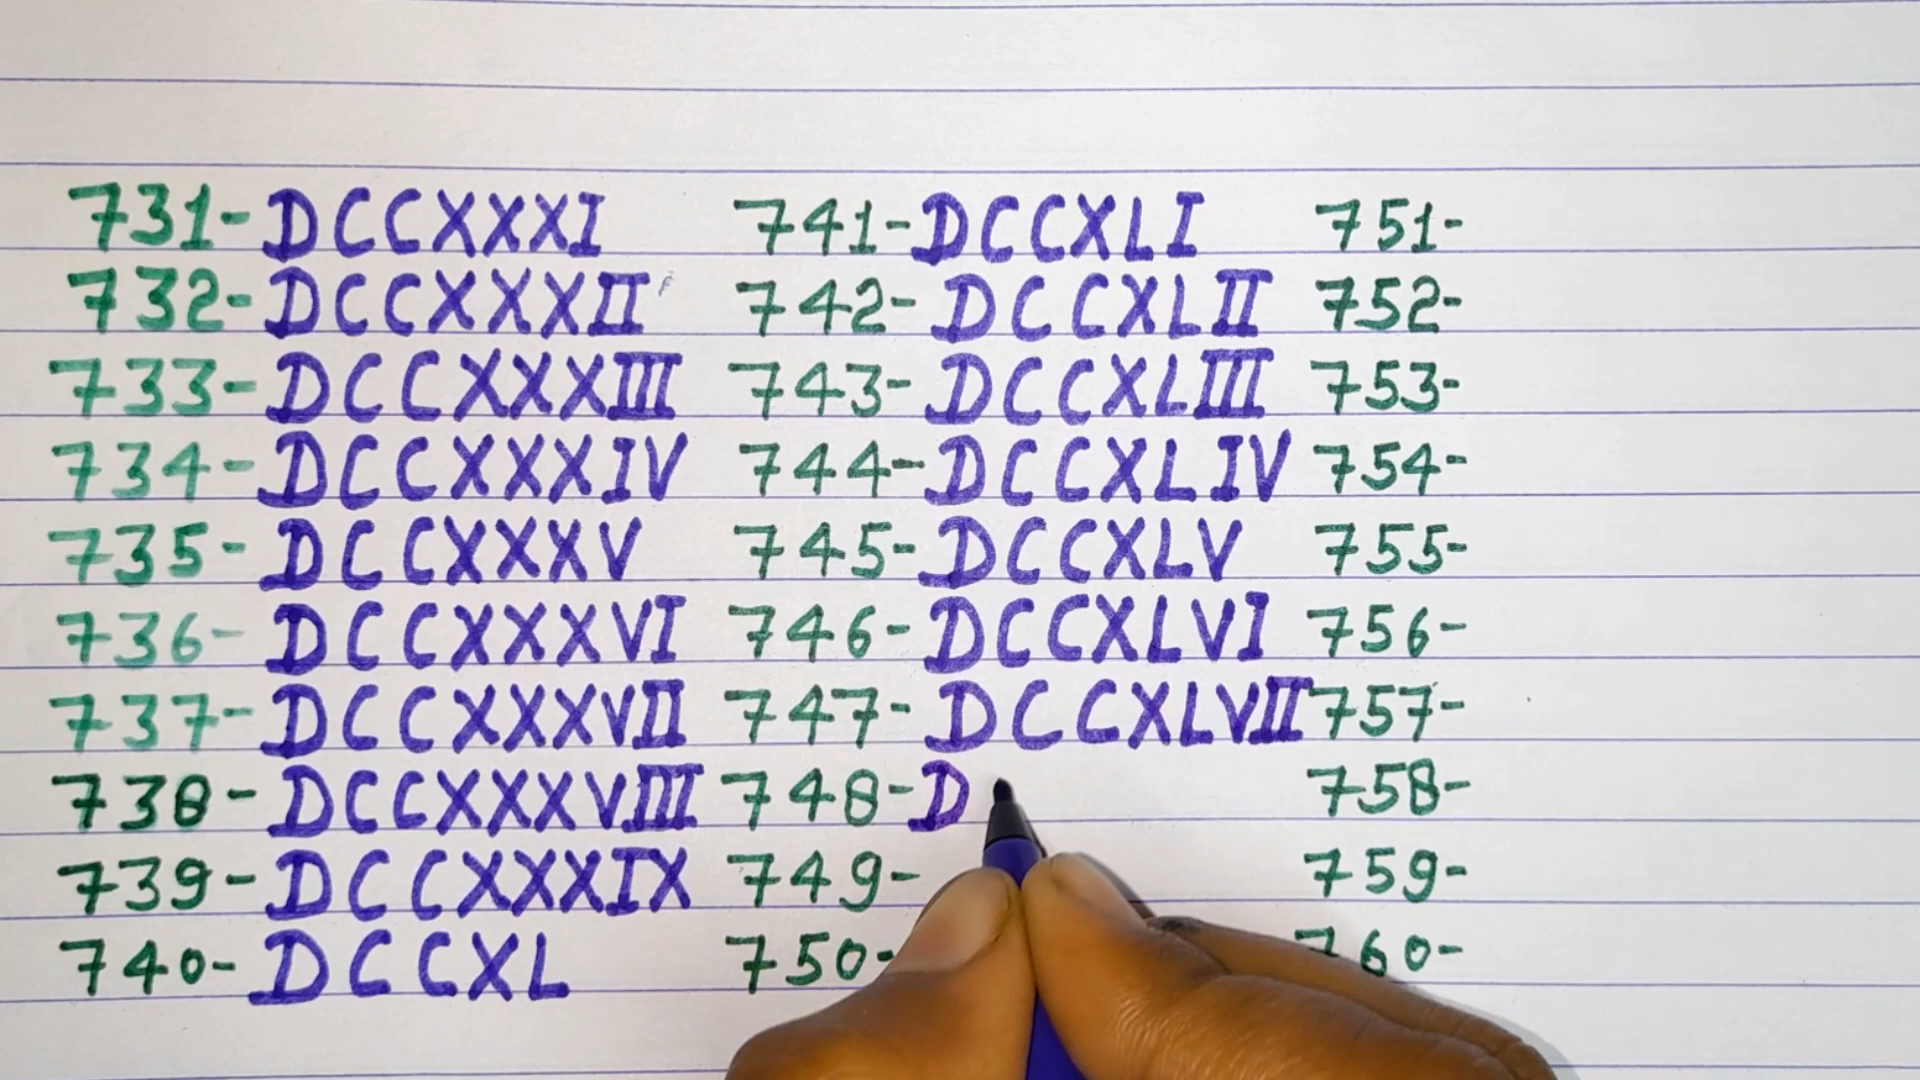 731-DCCXXXI 741-DCCXLI 751-
732-DCCXXXII 742-DCCXLII 752-
733-DCCXXXIII 743-DCCXLIII 753-
734-DCCXXXIV 744-DCCXLIV 754-
735-DCCXXXV 745-DCCXLV 755-
736-DCCXXXVI 746-DCCXLVI 756-
737-DCCXXXVII 747-DCCXLVII 757-
738-DCCXXXVIII 748-D 758-
739-DCCXXXIX 749- 759-
740-DCCXL 750- 760-